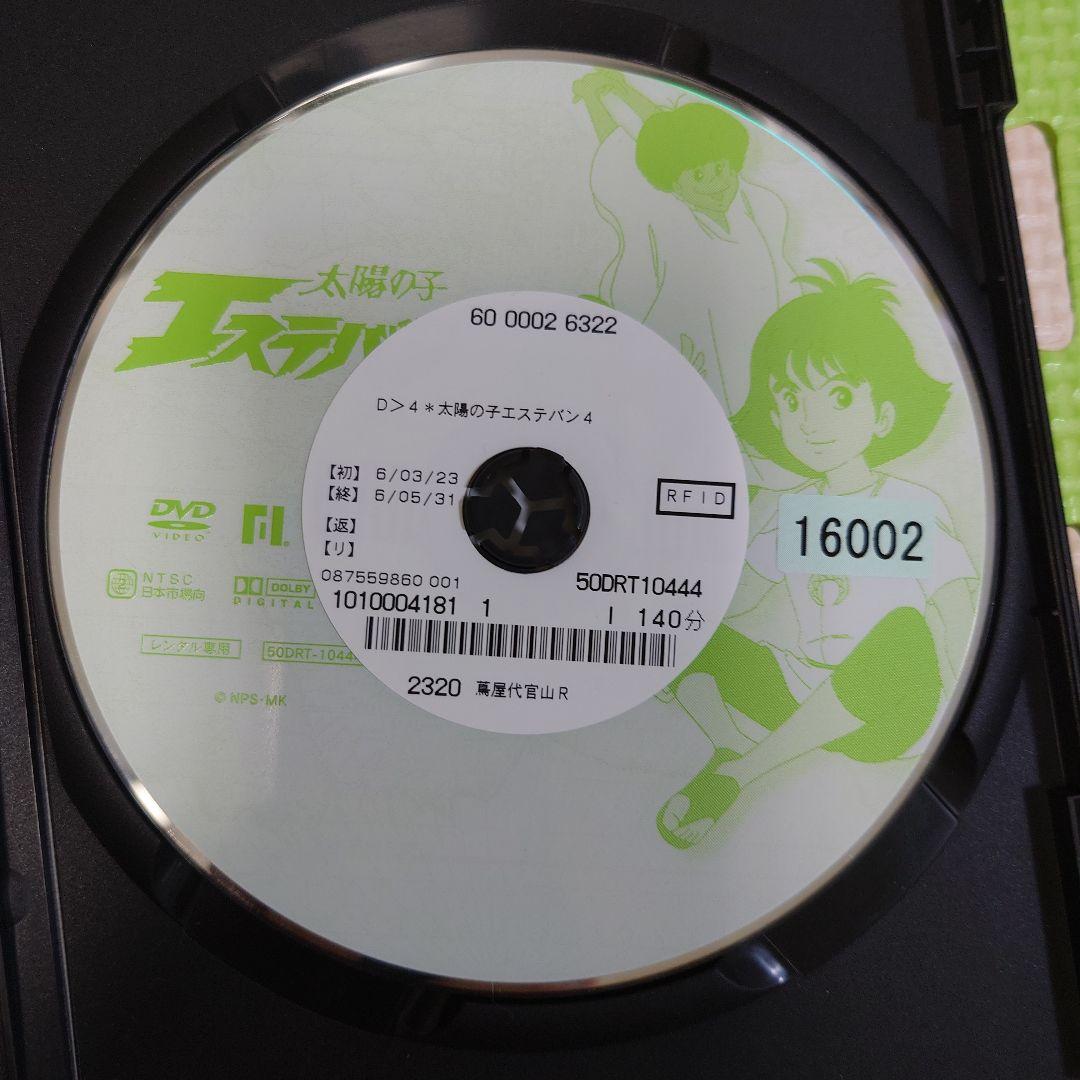 太陽の子
エステバ
60 0002 6322
D＞4＊太陽の子エステバン4
【初】 6/03/23
【終】 6/05/31
【返】
【リ】
RFID
16002
DVD
VIDEO
NTSC
日本市場向
DOLBY
DIGITAL
087559860 001
50DRT10444
1010004181 1
I 140分
レンタル専用
50DRT-1044
2320 蔦屋代官山R
© NPS・MK